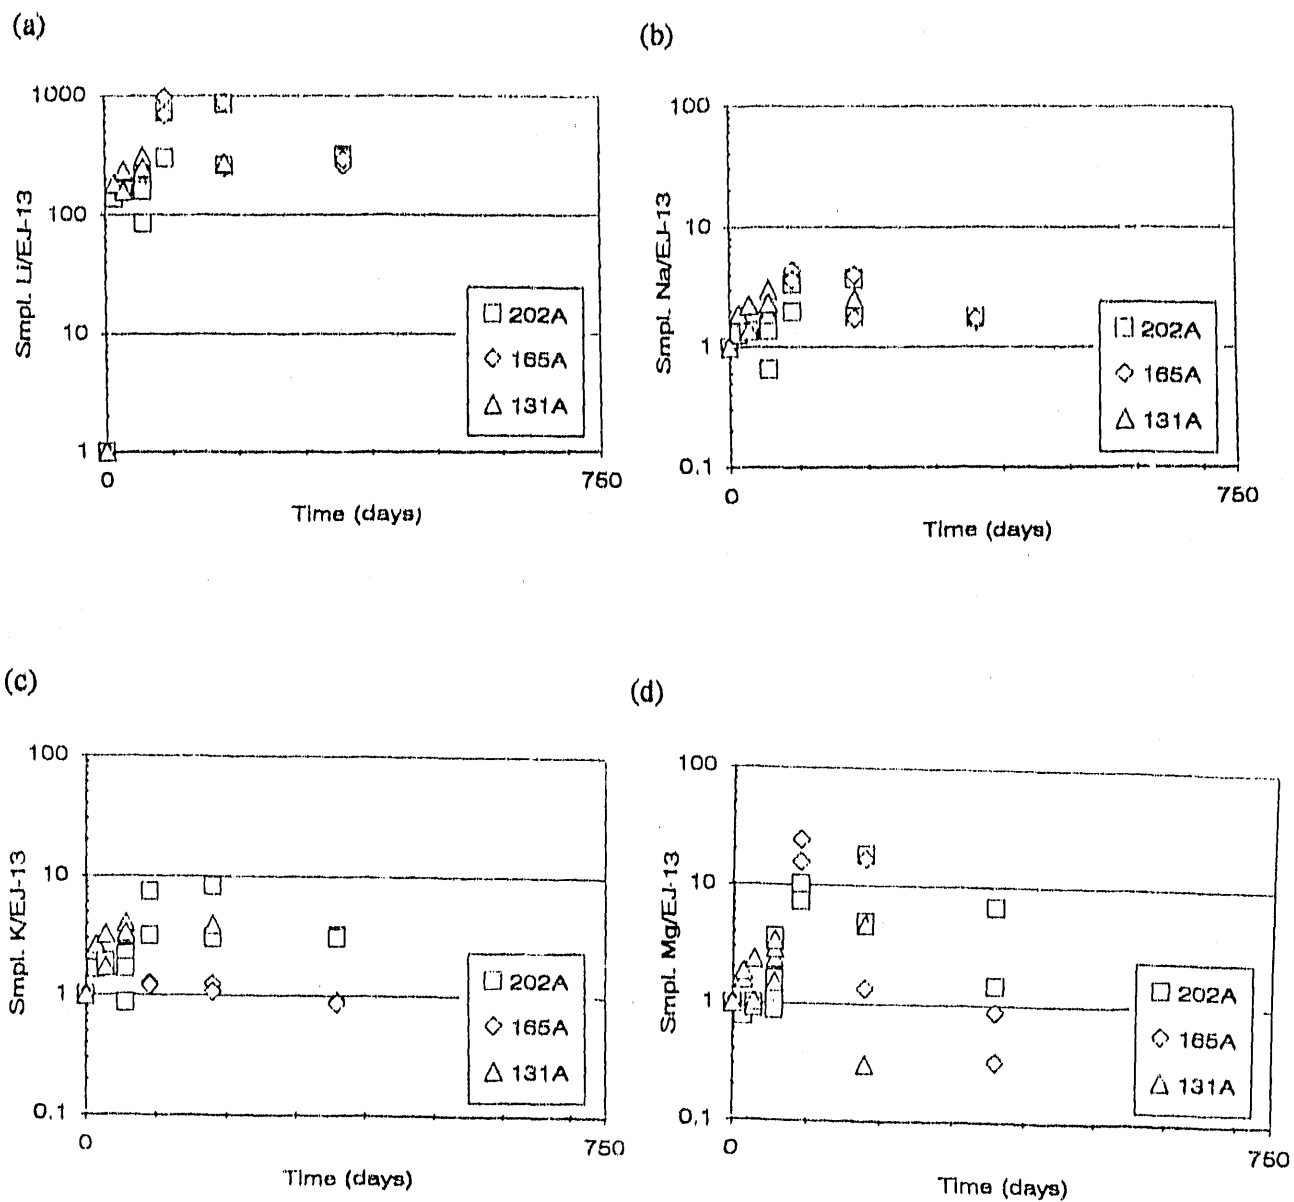 (a)
1000
100
10
1
Smpl. Li/EJ-13
202A
165A
131A
0
750
Time (days)
(b)
100
10
1
0.1
Smpl. Na/EJ-13
202A
165A
131A
0
750
Time (days)
(c)
100
10
1
0.1
Smpl. K/EJ-13
202A
165A
131A
0
750
Time (days)
(d)
100
10
1
0.1
Smpl. Mg/EJ-13
202A
165A
131A
0
750
Time (days)